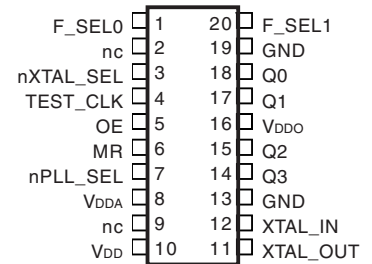 F_SEL0 1 20 F_SEL1
nc 2 19 GND
nXTAL_SEL 3 18 Q0
TEST_CLK 4 17 Q1
OE 5 16 VDDO
MR 6 15 Q2
nPLL_SEL 7 14 Q3
VDDA 8 13 GND
nc 9 12 XTAL_IN
VDD 10 11 XTAL_OUT